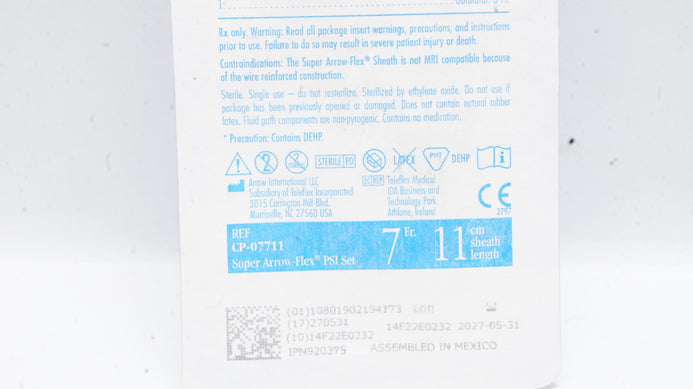 1:
Rx only. Warning: Read all package insert warnings, precautions, and instructions
prior to use. Failure to do so may result in severe patient injury or death.
Contraindications: The Super Arrow-Flex® Sheath is not MRI compatible because
of the wire reinforced construction.
Sterile. Single use – do not resterilize. Sterilized by ethylene oxide. Do not use if
package has been previously opened or damaged. Does not contain natural rubber
latex. Fluid path components are non-pyrogenic. Contains no medication.
* Precaution: Contains DEHP.
2 2 STERILE EO LATEX PHT DEHP i
Arrow International LLC
Subsidiary of Teleflex Incorporated
3015 Carrington Mill Blvd.
Morrisville, NC 27560 USA
EC REP Teleflex Medical
IDA Business and
Technology Park
Athlone, Ireland
CE
2797
REF
CP-07711
Super Arrow-Flex® PSI Set
7 Fr.
11 cm
sheath
length
(01)10801902194173
(17)270531
(10)14F22E0232
IPN920375
14F22E0232 2027-05-31
ASSEMBLED IN MEXICO